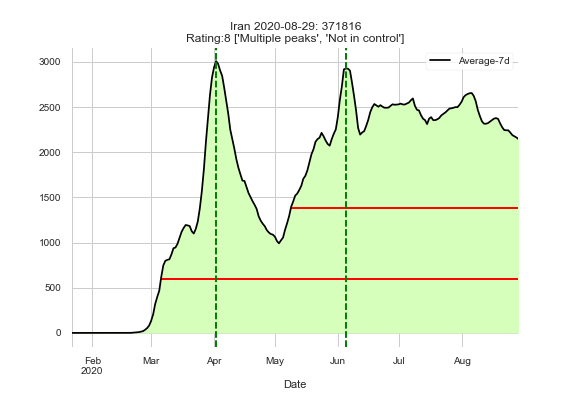 Iran 2020-08-29: 371816
Rating:8 ['Multiple peaks', 'Not in control']
Average-7d
3000
2500
2000
1500
1000
500
0
Feb
2020
Mar
Apr
May
Jun
Jul
Aug
Date